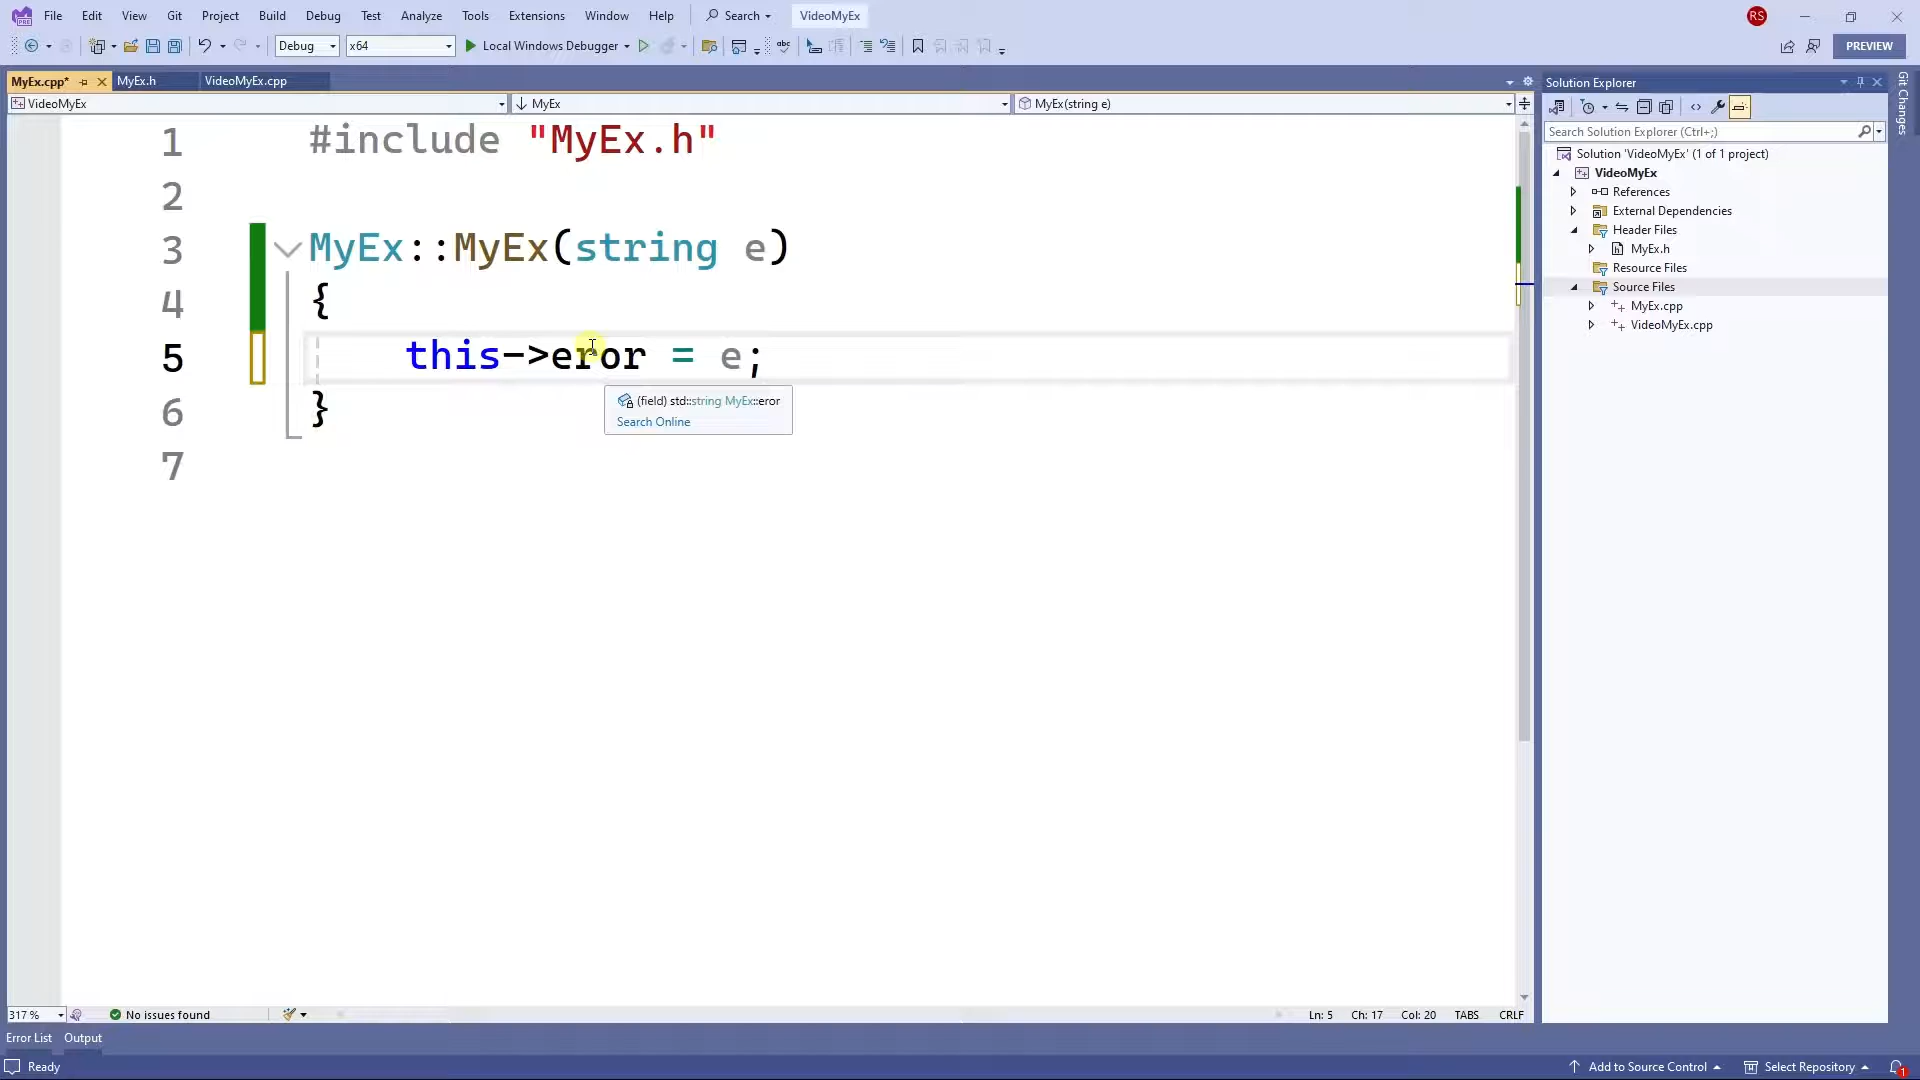 File Edit View Git Project Build Debug Test Analyze Tools Extensions Window Help Search VideoMyEx RS
Debug x64 Local Windows Debugger PREVIEW
MyEx.cpp* MyEx.h VideoMyEx.cpp
VideoMyEx MyEx MyEx(string e)
1 #include "MyEx.h"
2
3 MyEx::MyEx(string e)
4 {
5 this->eror = e;
(field) std::string MyEx::eror
Search Online
6 }
7
317 % No issues found Ln: 5 Ch: 17 Col: 20 TABS CRLF
Solution Explorer
Search Solution Explorer (Ctrl+;)
Solution 'VideoMyEx' (1 of 1 project)
VideoMyEx
References
External Dependencies
Header Files
MyEx.h
Resource Files
Source Files
MyEx.cpp
VideoMyEx.cpp
Git Changes
Error List Output
Ready Add to Source Control Select Repository 1